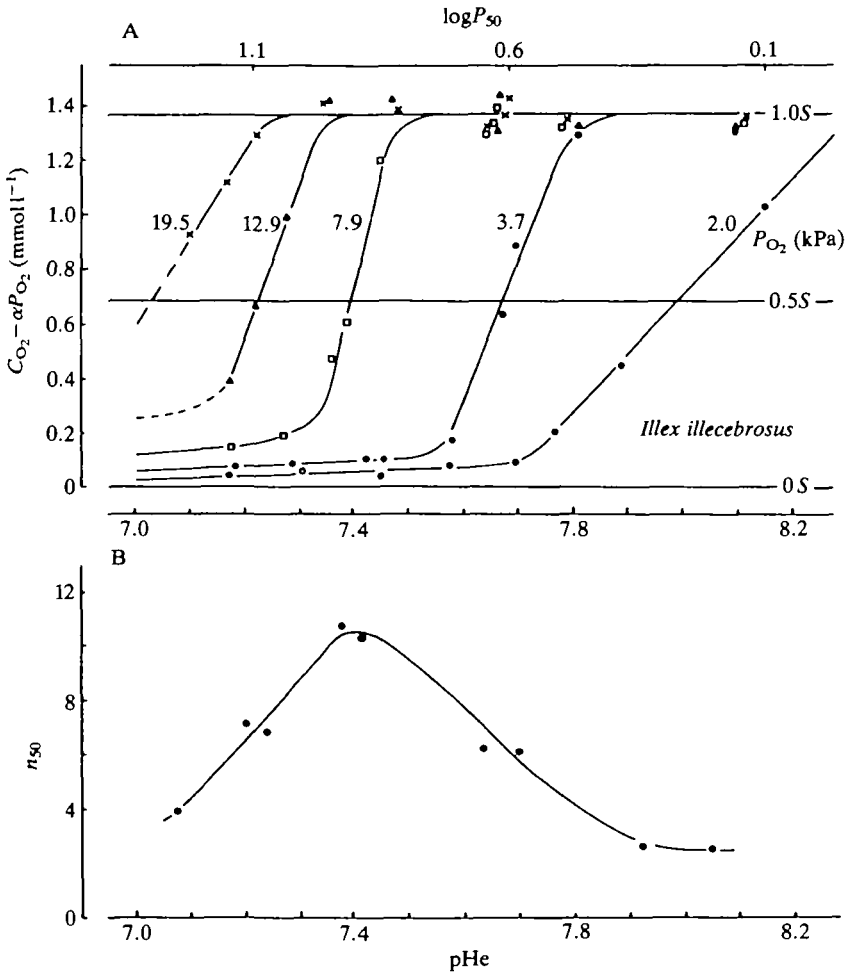 A
logP50
1.1 0.6 0.1
1.4
1.2
1.0
0.8
0.6
0.4
0.2
0
CO2−αPO2 (mmol l−1)
1.0S
19.5 12.9 7.9 3.7 2.0
PO2 (kPa)
0.5S
Illex illecebrosus
0S
7.0 7.4 7.8 8.2
B
12
8
4
0
n50
7.0 7.4 7.8 8.2
pHe